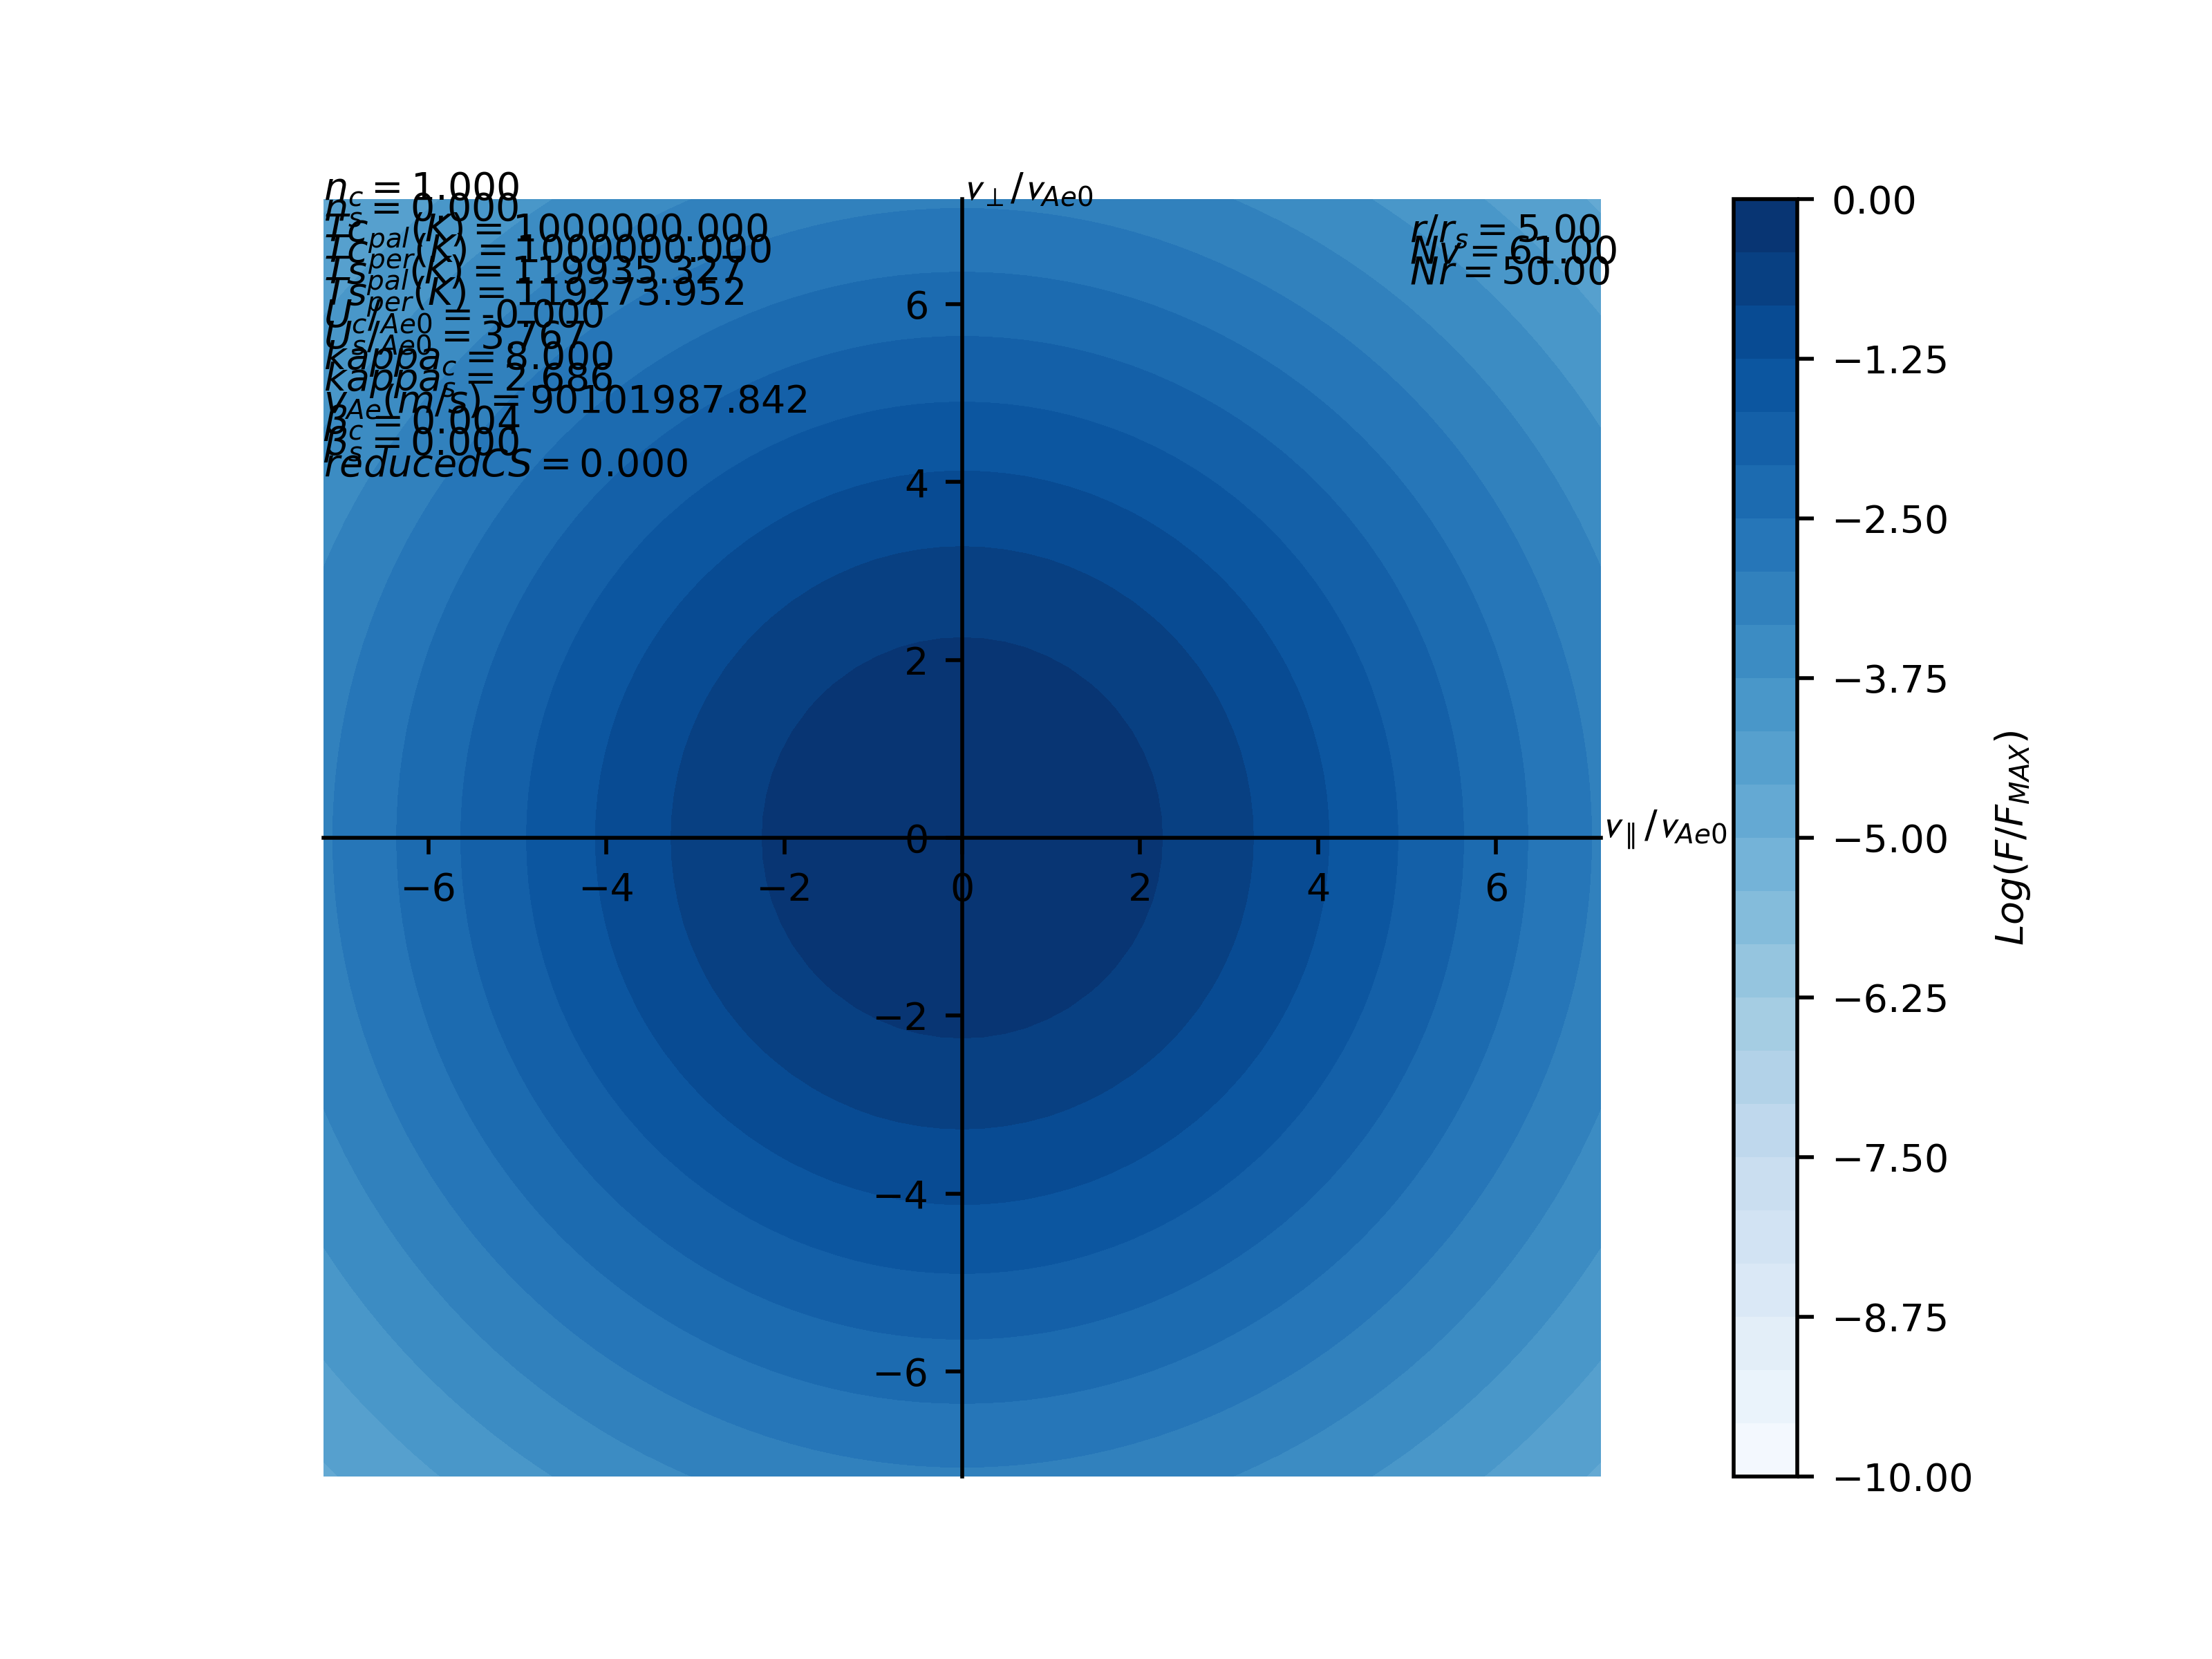 n_c = 1.000
n_s = 0.000
Tc_pal(K) = 1000000.000
Tc_per(K) = 1000000.000
Ts_pal(K) = 119935.327
Ts_per(K) = 119273.952
U_c/Ae0 = -0.000
U_s/Ae0 = 3.767
kappa_c = 8.000
kappa_s = 2.686
v_Ae(m/s) = 90101987.842
β_c = 0.004
β_s = 0.000
reducedCS = 0.000
v_⊥/v_Ae0
r/r_s = 5.00
Nv = 61.00
Nr = 50.00
6
4
2
0
−2
−4
−6
−6 −4 −2 0 2 4 6
v_∥/v_Ae0
0.00
−1.25
−2.50
−3.75
−5.00
−6.25
−7.50
−8.75
−10.00
Log(F/F_MAX)